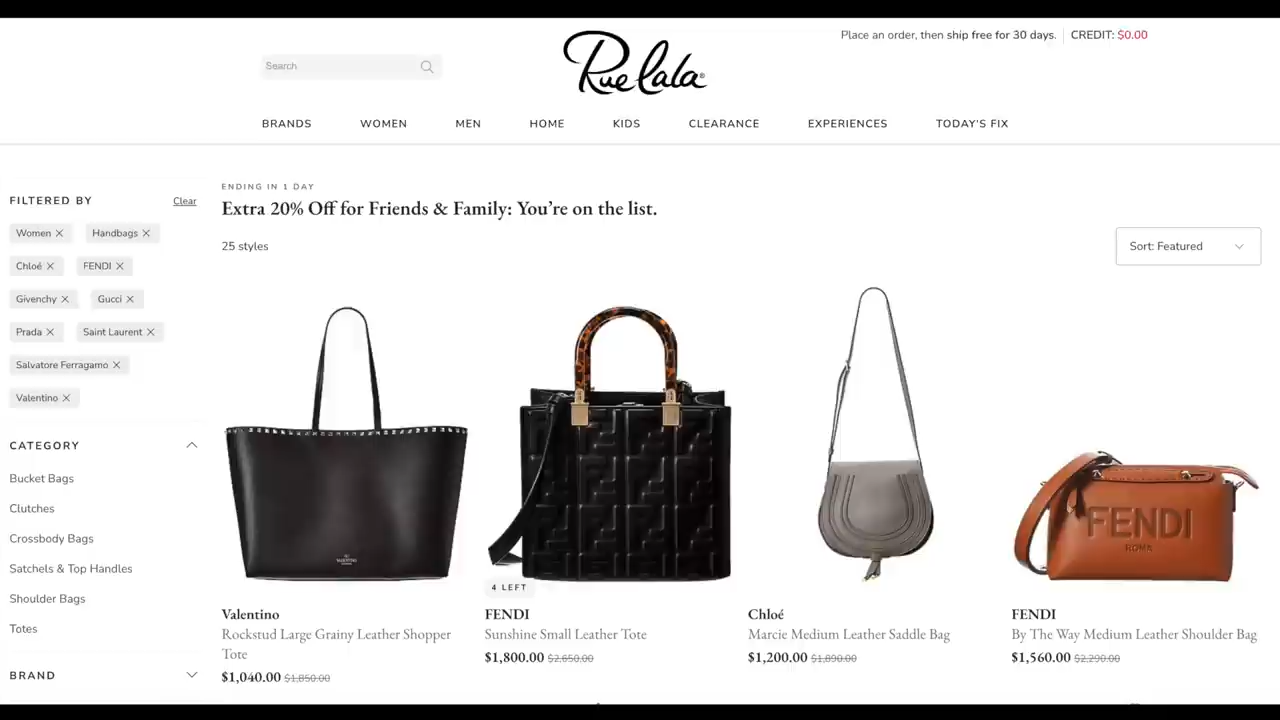 Place an order, then ship free for 30 days. CREDIT: $0.00
Search
Rue lala®
BRANDS WOMEN MEN HOME KIDS CLEARANCE EXPERIENCES TODAY'S FIX
FILTERED BY Clear
Women
Handbags
Chloé
FENDI
Givenchy
Gucci
Prada
Saint Laurent
Salvatore Ferragamo
Valentino
CATEGORY
Bucket Bags
Clutches
Crossbody Bags
Satchels & Top Handles
Shoulder Bags
Totes
BRAND
ENDING IN 1 DAY
Extra 20% Off for Friends & Family: You’re on the list.
25 styles
Sort: Featured
VALENTINO
Valentino
Rockstud Large Grainy Leather Shopper
Tote
$1,040.00 $1,850.00
4 LEFT
FENDI
Sunshine Small Leather Tote
$1,800.00 $2,650.00
Chloé
Marcie Medium Leather Saddle Bag
$1,200.00 $1,890.00
FENDI
ROMA
FENDI
By The Way Medium Leather Shoulder Bag
$1,560.00 $2,290.00